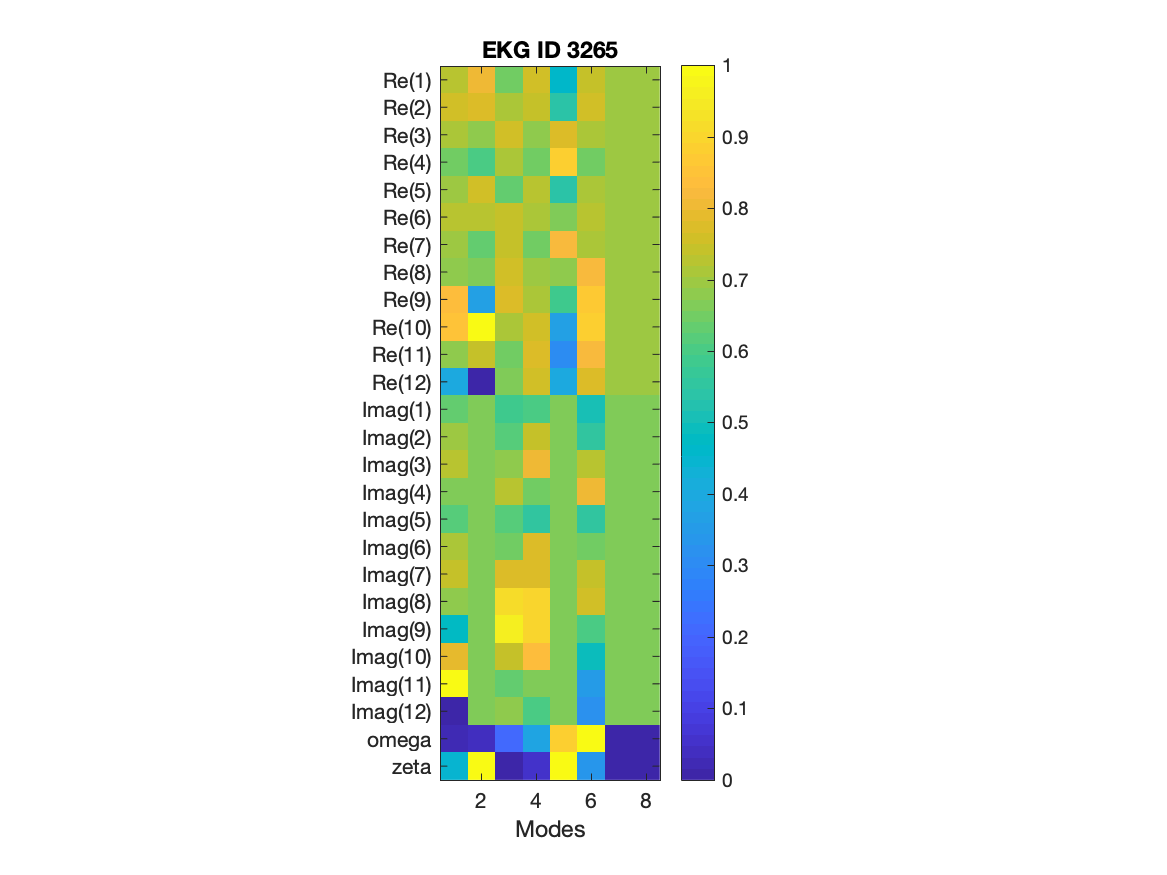 EKG ID 3265
Re(1)
Re(2)
Re(3)
Re(4)
Re(5)
Re(6)
Re(7)
Re(8)
Re(9)
Re(10)
Re(11)
Re(12)
Imag(1)
Imag(2)
Imag(3)
Imag(4)
Imag(5)
Imag(6)
Imag(7)
Imag(8)
Imag(9)
Imag(10)
Imag(11)
Imag(12)
omega
zeta
2 4 6 8
Modes
1
0.9
0.8
0.7
0.6
0.5
0.4
0.3
0.2
0.1
0